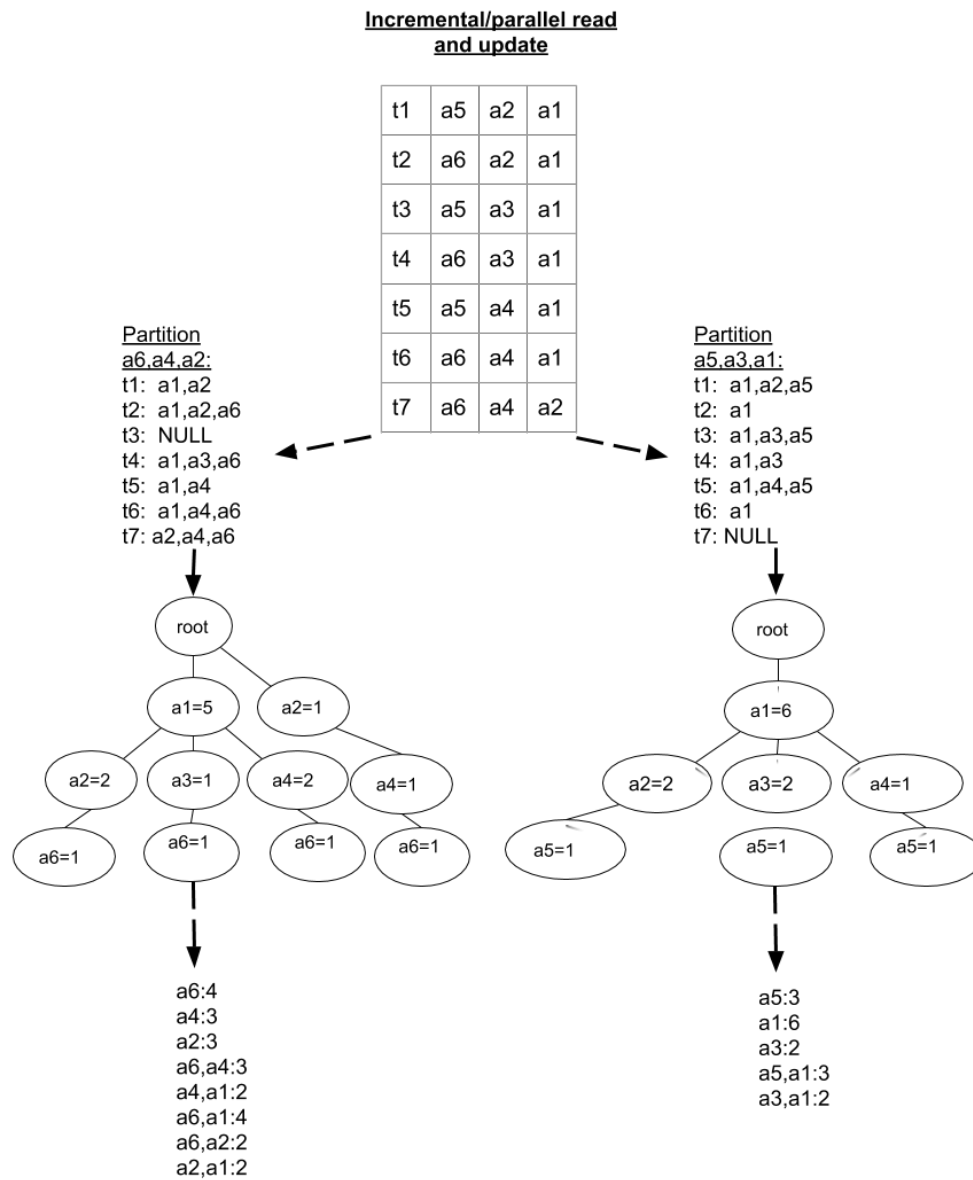 Incremental/parallel read
and update
t1 a5 a2 a1
t2 a6 a2 a1
t3 a5 a3 a1
t4 a6 a3 a1
t5 a5 a4 a1
t6 a6 a4 a1
t7 a6 a4 a2
Partition
a6,a4,a2:
t1: a1,a2
t2: a1,a2,a6
t3: NULL
t4: a1,a3,a6
t5: a1,a4
t6: a1,a4,a6
t7: a2,a4,a6
Partition
a5,a3,a1:
t1: a1,a2,a5
t2: a1
t3: a1,a3,a5
t4: a1,a3
t5: a1,a4,a5
t6: a1
t7: NULL
root
a1=5 a2=1
a2=2 a3=1 a4=2 a4=1
a6=1 a6=1 a6=1 a6=1
a6:4
a4:3
a2:3
a6,a4:3
a4,a1:2
a6,a1:4
a6,a2:2
a2,a1:2
root
a1=6
a2=2 a3=2 a4=1
a5=1 a5=1 a5=1
a5:3
a1:6
a3:2
a5,a1:3
a3,a1:2